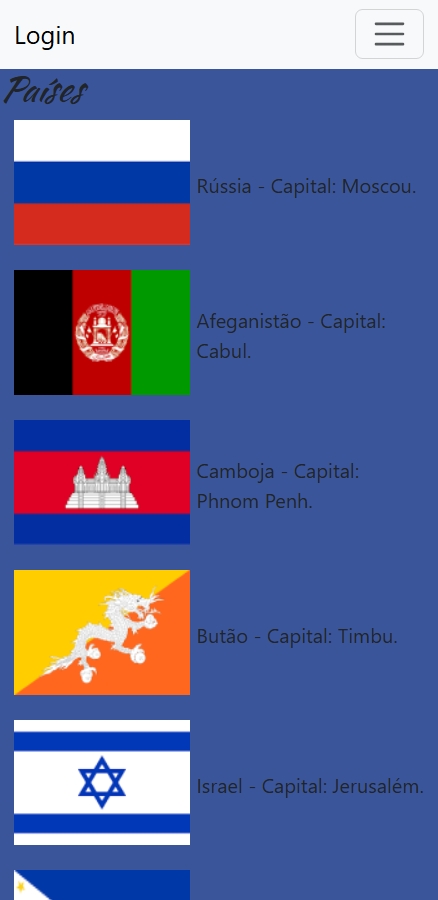 Login
Países
Rússia - Capital: Moscou.
Afeganistão - Capital:
Cabul.
Camboja - Capital:
Phnom Penh.
Butão - Capital: Timbu.
Israel - Capital: Jerusalém.